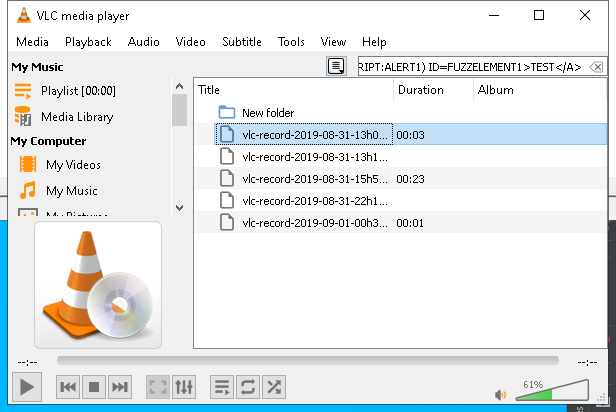 VLC media player
Media Playback Audio Video Subtitle Tools View Help
My Music
RIPT:ALERT1) ID=FUZZELEMENT1>TEST</A>
Playlist [00:00]
Media Library
My Computer
My Videos
My Music
My Pictures
Title Duration Album
New folder
vlc-record-2019-08-31-13h0... 00:03
vlc-record-2019-08-31-13h1...
vlc-record-2019-08-31-15h5... 00:23
vlc-record-2019-08-31-22h1...
vlc-record-2019-09-01-00h3... 00:01
--:-- --:--
61%